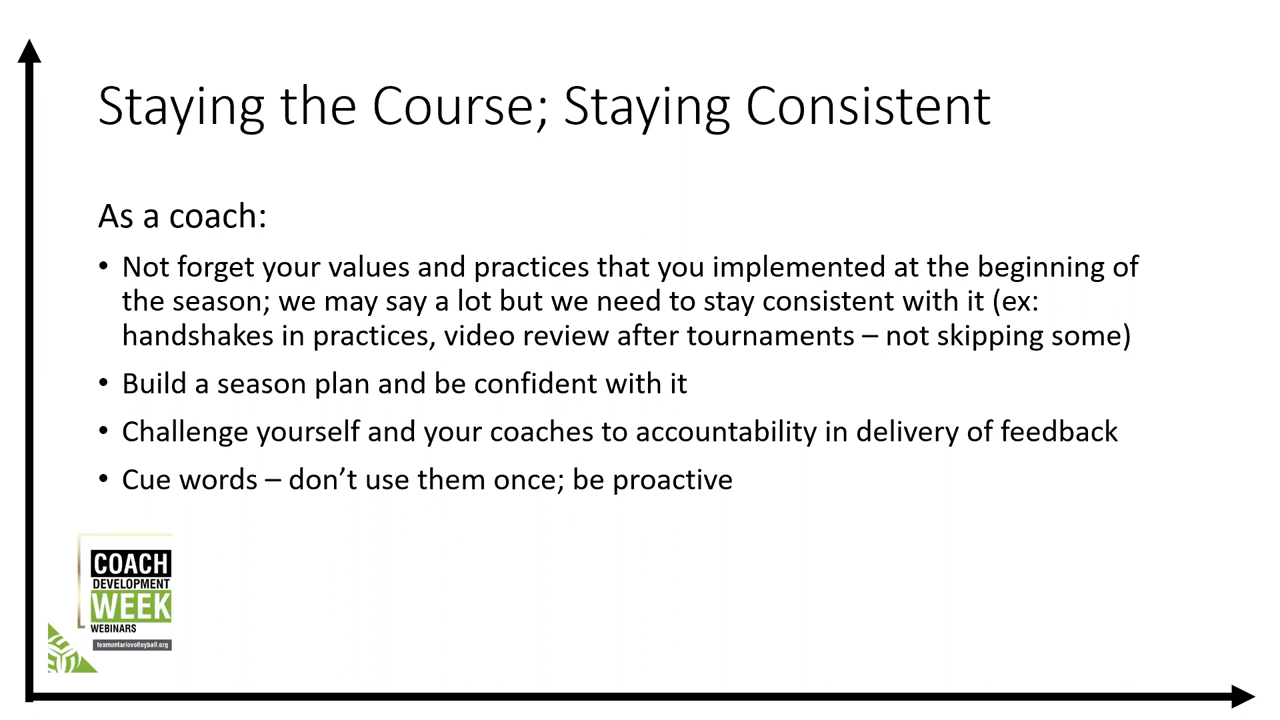 Staying the Course; Staying Consistent
As a coach:
• Not forget your values and practices that you implemented at the beginning of
the season; we may say a lot but we need to stay consistent with it (ex:
handshakes in practices, video review after tournaments – not skipping some)
• Build a season plan and be confident with it
• Challenge yourself and your coaches to accountability in delivery of feedback
• Cue words – don’t use them once; be proactive
COACH
DEVELOPMENT
WEEK
WEBINARS
teamontariovolleyball.org